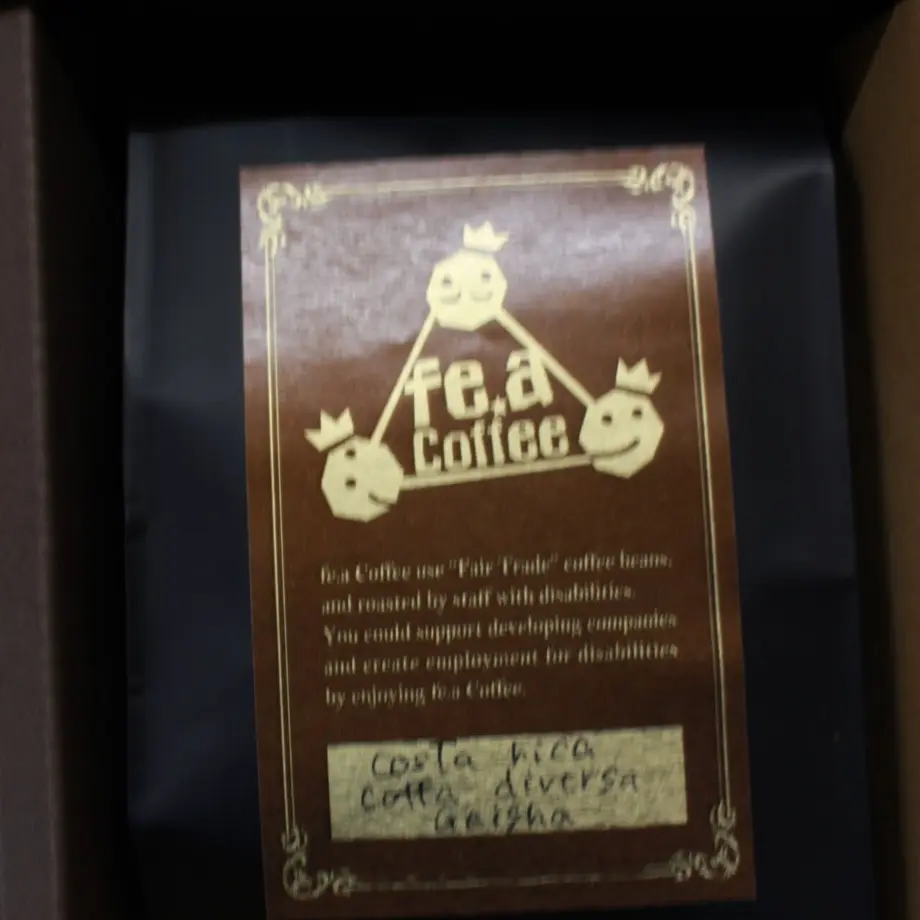 fe.a
Coffee
fe.a Coffee use "Fair Trade" coffee beans,
and roasted by staff with disabilities.
You could support developing companies
and create employment for disabilities
by enjoying fe.a Coffee.
costa rica
cotta diversa
Geisha